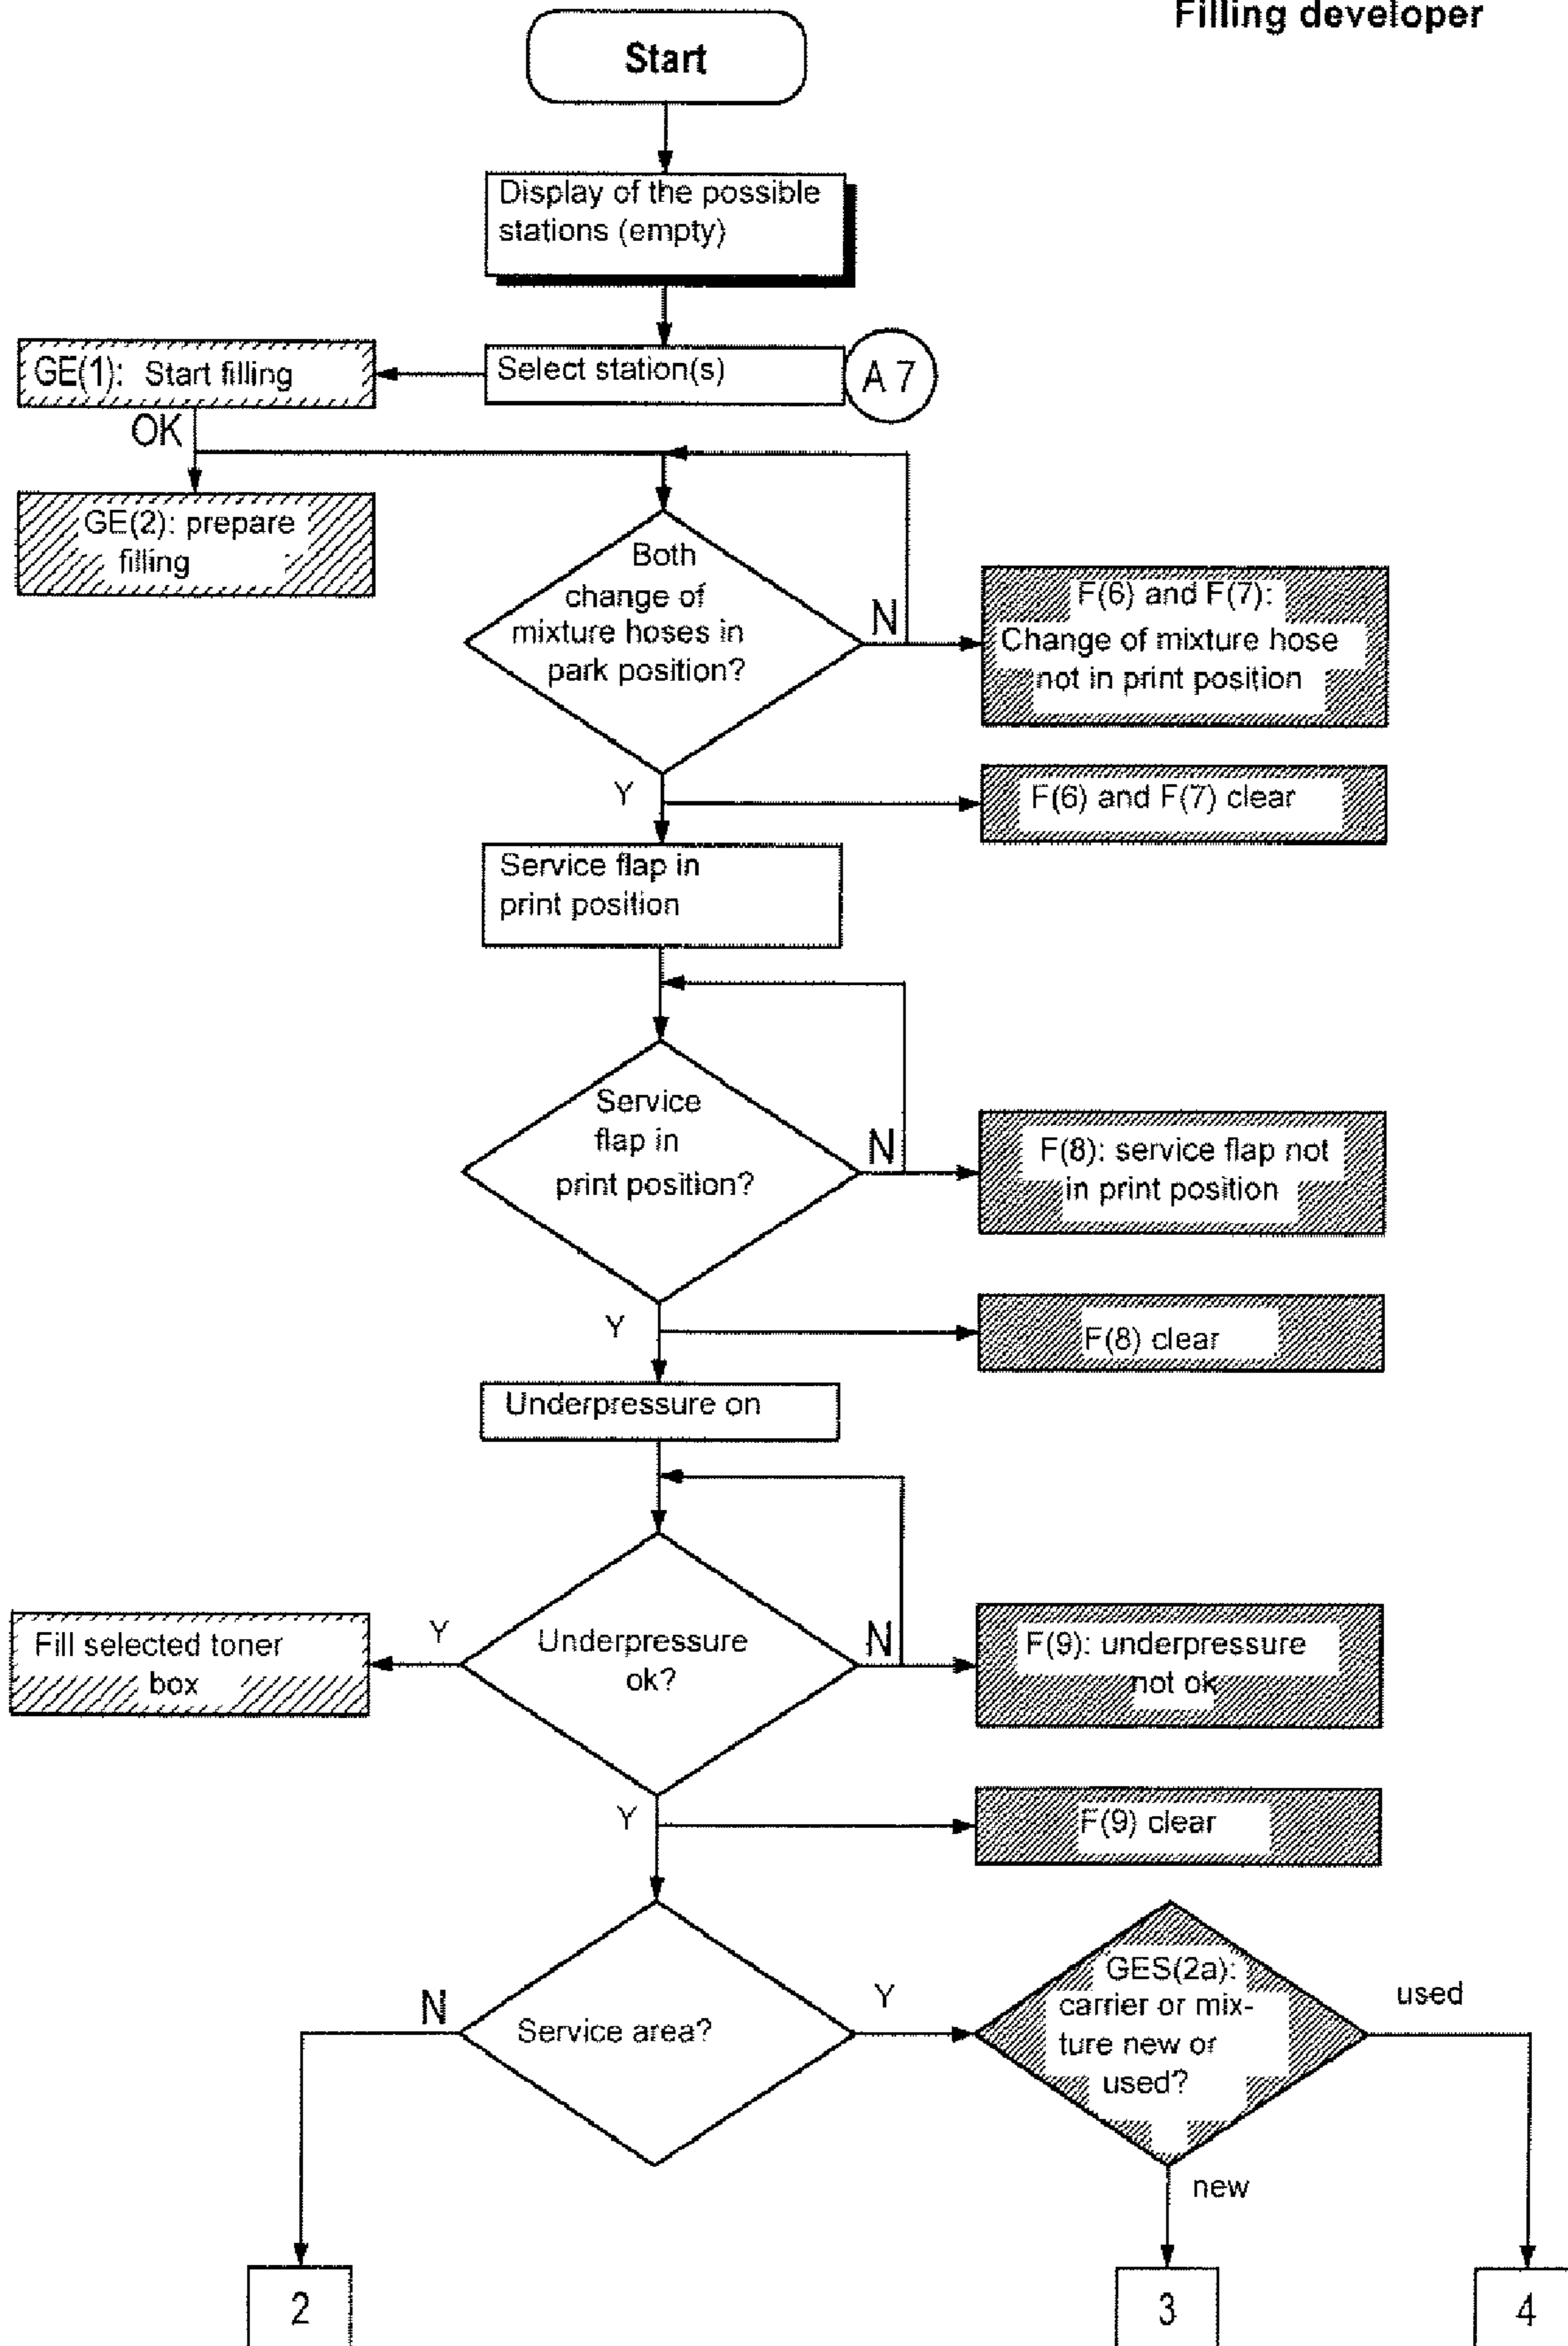 Filling developer
Start
Display of the possible
stations (empty)
GE(1): Start filling
Select station(s)
A 7
OK
GE(2): prepare
filling
Both
change of
mixture hoses in
park position?
N
F(6) and F(7):
Change of mixture hose
not in print position
Y
F(6) and F(7) clear
Service flap in
print position
Service
flap in
print position?
N
F(8): service flap not
in print position
Y
F(8) clear
Underpressure on
Fill selected toner
box
Y
Underpressure
ok?
N
F(9): underpressure
not ok
Y
F(9) clear
N
Service area?
Y
GES(2a):
carrier or mix-
ture new or
used?
used
new
2
3
4